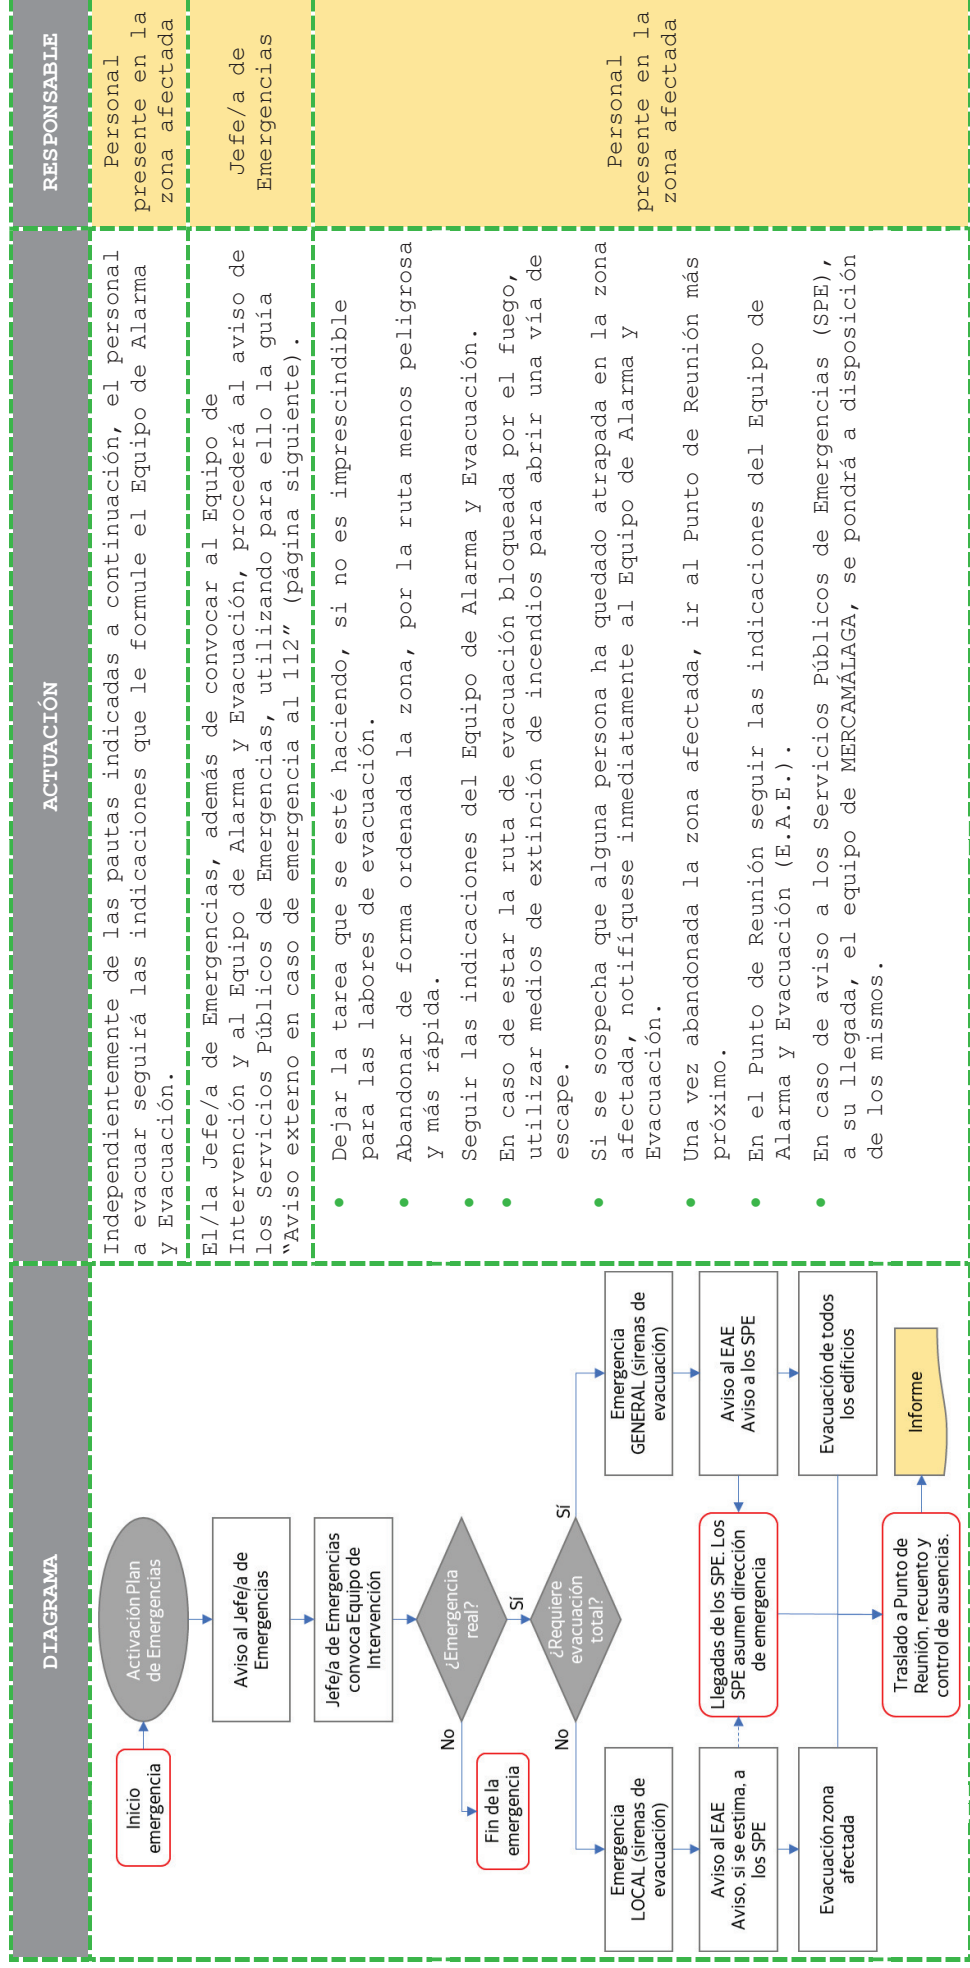 DIAGRAMA
ACTUACIÓN
RESPONSABLE
Inicio
emergencia
Activación Plan
de Emergencias
Aviso al Jefe/a de
Emergencias
Jefe/a de Emergencias
convoca Equipo de
Intervención
¿Emergencia
real?
No
Sí
Fin de la
emergencia
¿Requiere
evacuación
total?
No
Sí
Emergencia
LOCAL (sirenas de
evacuación)
Emergencia
GENERAL (sirenas de
evacuación)
Aviso al EAE
Aviso, si se estima, a
los SPE
Llegadas de los SPE. Los
SPE asumen dirección
de emergencia
Aviso al EAE
Aviso a los SPE
Evacuación zona
afectada
Evacuación de todos
los edificios
Traslado a Punto de
Reunión, recuento y
control de ausencias.
Informe
Independientemente de las pautas indicadas a continuación, el personal
a evacuar seguirá las indicaciones que le formule el Equipo de Alarma
y Evacuación.
Personal
presente en la
zona afectada
El/la Jefe/a de Emergencias, además de convocar al Equipo de
Intervención y al Equipo de Alarma y Evacuación, procederá al aviso de
los Servicios Públicos de Emergencias, utilizando para ello la guía
“Aviso externo en caso de emergencia al 112” (página siguiente).
Jefe/a de
Emergencias
• Dejar la tarea que se esté haciendo, si no es imprescindible
para las labores de evacuación.
• Abandonar de forma ordenada la zona, por la ruta menos peligrosa
y más rápida.
• Seguir las indicaciones del Equipo de Alarma y Evacuación.
• En caso de estar la ruta de evacuación bloqueada por el fuego,
utilizar medios de extinción de incendios para abrir una vía de
escape.
• Si se sospecha que alguna persona ha quedado atrapada en la zona
afectada, notifíquese inmediatamente al Equipo de Alarma y
Evacuación.
• Una vez abandonada la zona afectada, ir al Punto de Reunión más
próximo.
• En el Punto de Reunión seguir las indicaciones del Equipo de
Alarma y Evacuación (E.A.E.).
• En caso de aviso a los Servicios Públicos de Emergencias (SPE),
a su llegada, el equipo de MERCAMÁLAGA, se pondrá a disposición
de los mismos.
Personal
presente en la
zona afectada